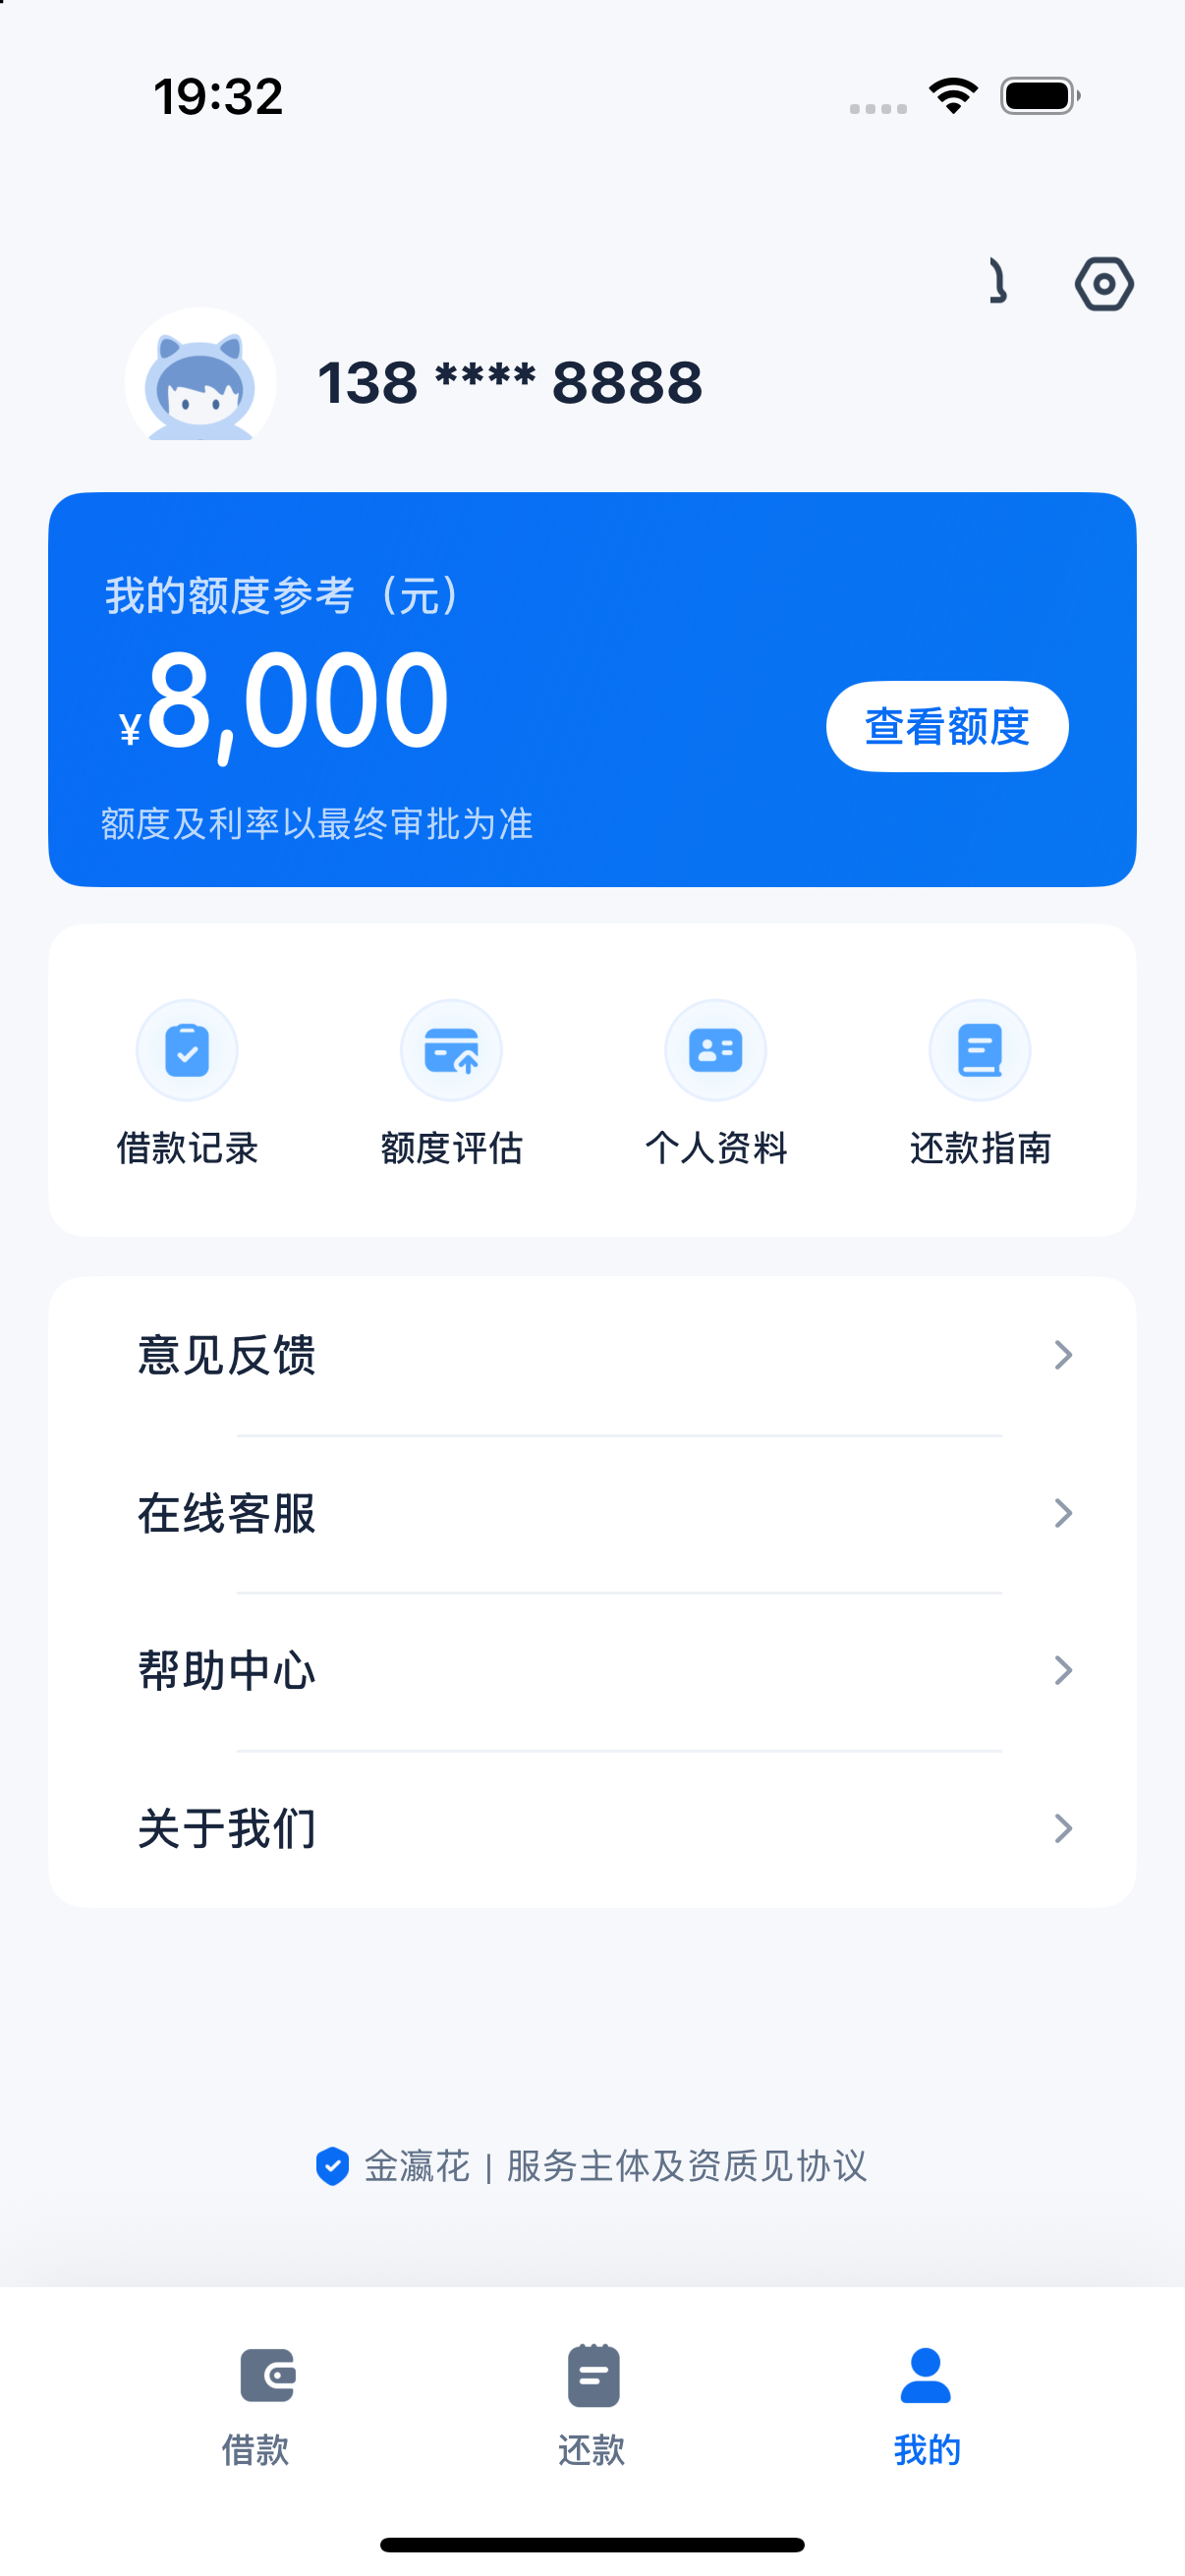 19:32
138 **** 8888
我的额度参考（元）
¥8,000
查看额度
额度及利率以最终审批为准
借款记录 额度评估 个人资料 还款指南
意见反馈
在线客服
帮助中心
关于我们
金瀛花 | 服务主体及资质见协议
借款 还款 我的